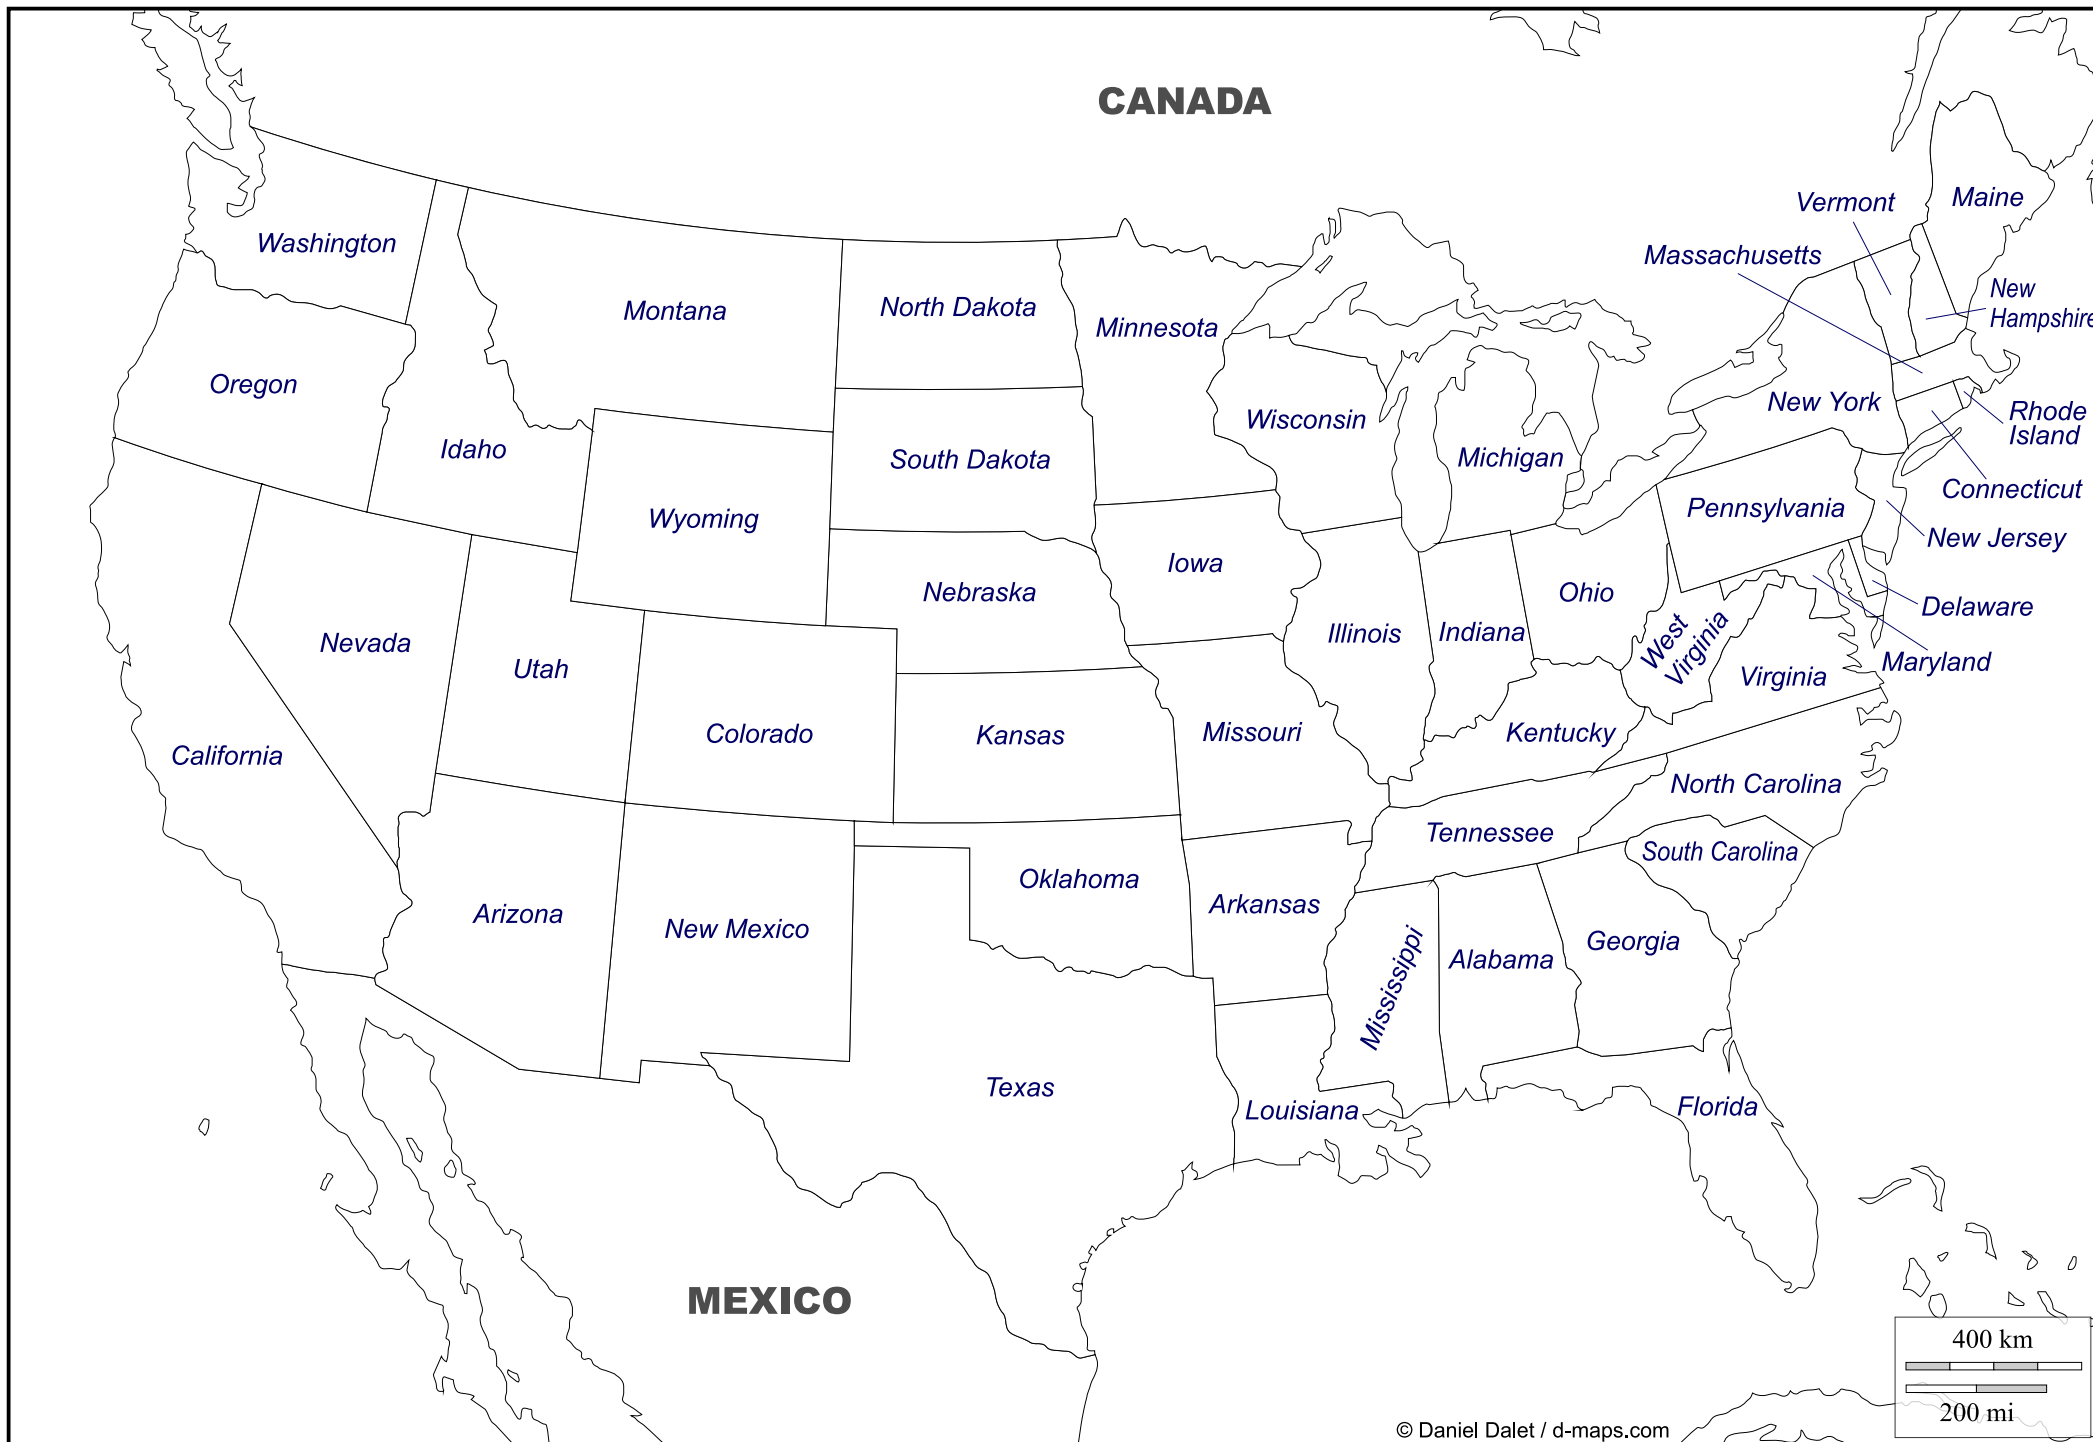 CANADA
Vermont
Maine
Washington
Massachusetts
Montana
North Dakota
Minnesota
New
Hampshire
Oregon
Wisconsin
New York
Rhode
Island
Idaho
South Dakota
Michigan
Connecticut
Wyoming
Pennsylvania
New Jersey
Iowa
Nebraska
Ohio
Delaware
Nevada
Utah
Illinois
Indiana
West
Virginia
Maryland
Virginia
California
Colorado
Kansas
Missouri
Kentucky
North Carolina
Tennessee
South Carolina
Arizona
New Mexico
Oklahoma
Arkansas
Mississippi
Alabama
Georgia
Texas
Louisiana
Florida
MEXICO
400 km
200 mi
© Daniel Dalet / d-maps.com